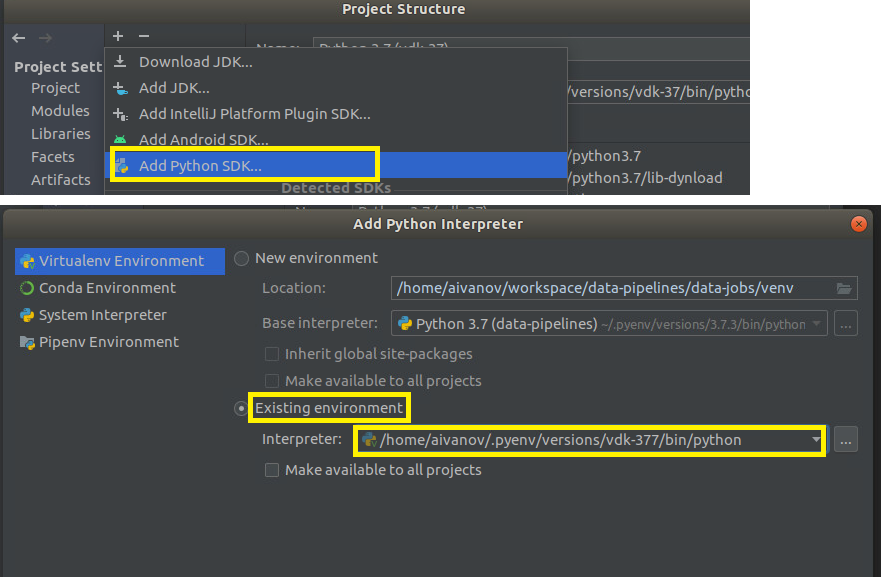 Project Structure
Project Sett
Project
Modules
Libraries
Facets
Artifacts
Name: Python 3.7 (vdk-37)
Download JDK...
Add JDK...
Add IntelliJ Platform Plugin SDK...
Add Android SDK...
Add Python SDK...
Detected SDKs
/versions/vdk-37/bin/pytho
/python3.7
/python3.7/lib-dynload
Add Python Interpreter
Virtualenv Environment
Conda Environment
System Interpreter
Pipenv Environment
New environment
Location: /home/aivanov/workspace/data-pipelines/data-jobs/venv
Base interpreter: Python 3.7 (data-pipelines) ~/.pyenv/versions/3.7.3/bin/python ...
Inherit global site-packages
Make available to all projects
Existing environment
Interpreter: /home/aivanov/.pyenv/versions/vdk-377/bin/python ...
Make available to all projects